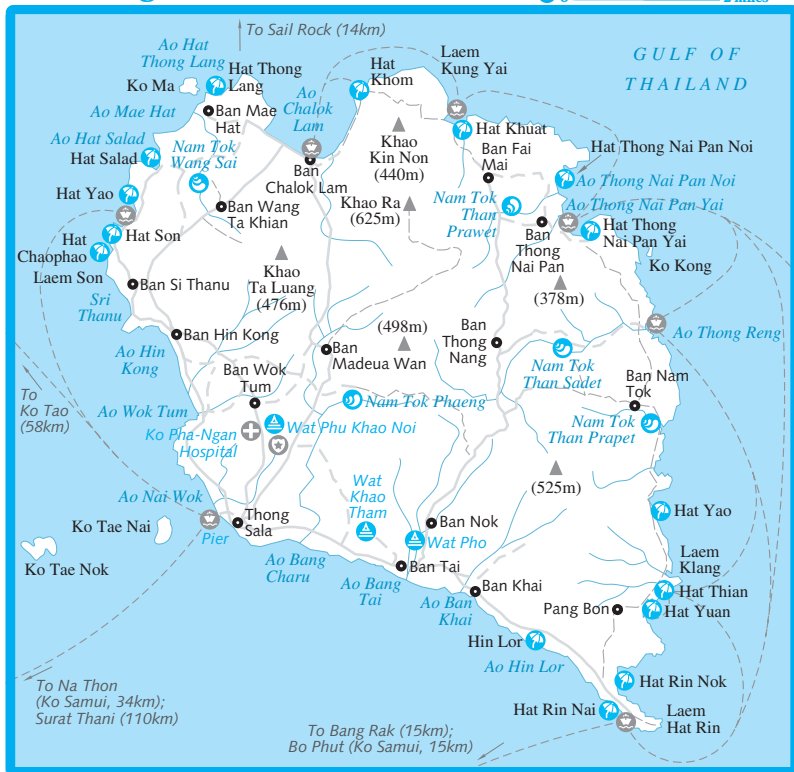 0
2 miles
To Sail Rock (14km)
GULF OF
THAILAND
Ao Hat
Thong Lang
Ko Ma
Hat Thong
Lang
Ao Mae Hat
Ban Mae
Hat
Ao
Chalok
Lam
Hat
Khom
Laem
Kung Yai
Ao Hat Salad
Hat Salad
Nam Tok
Wang Sai
Ban
Chalok Lam
Khao
Kin Non
(440m)
Hat Khuat
Ban Fai
Mai
Hat Thong Nai Pan Noi
Ao Thong Nai Pan Noi
Ao Thong Nai Pan Yai
Hat Yao
Ban Wang
Ta Khian
Khao Ra
(625m)
Nam Tok
Than
Prawet
Hat Thong
Nai Pan Yai
Hat
Chaophao
Hat Son
Laem Son
Ban
Thong
Nai Pan
Ko Kong
Khao
Ta Luang
(476m)
Sri
Thanu
Ban Si Thanu
(378m)
Ao Hin
Kong
Ban Hin Kong
(498m)
Ban
Madeua Wan
Ban
Thong
Nang
Ao Thong Reng
Nam Tok
Than Sadet
To
Ko Tao
(58km)
Ban Wok
Tum
Ao Wok Tum
Nam Tok Phaeng
Ban Nam
Tok
Nam Tok
Than Prapet
Ko Pha-Ngan
Hospital
Wat Phu Khao Noi
Ao Nai Wok
Wat
Khao
Tham
(525m)
Ko Tae Nai
Ko Tae Nok
Pier
Thong
Sala
Ban Nok
Wat Pho
Hat Yao
Ao Bang
Charu
Ao Bang
Tai
Ban Tai
Ao Ban
Khai
Ban Khai
Laem
Klang
Hat Thian
Hat Yuan
Pang Bon
Hin Lor
Ao Hin Lor
Hat Rin Nok
Hat Rin Nai
Laem
Hat Rin
To Na Thon
(Ko Samui, 34km);
Surat Thani (110km)
To Bang Rak (15km);
Bo Phut (Ko Samui, 15km)